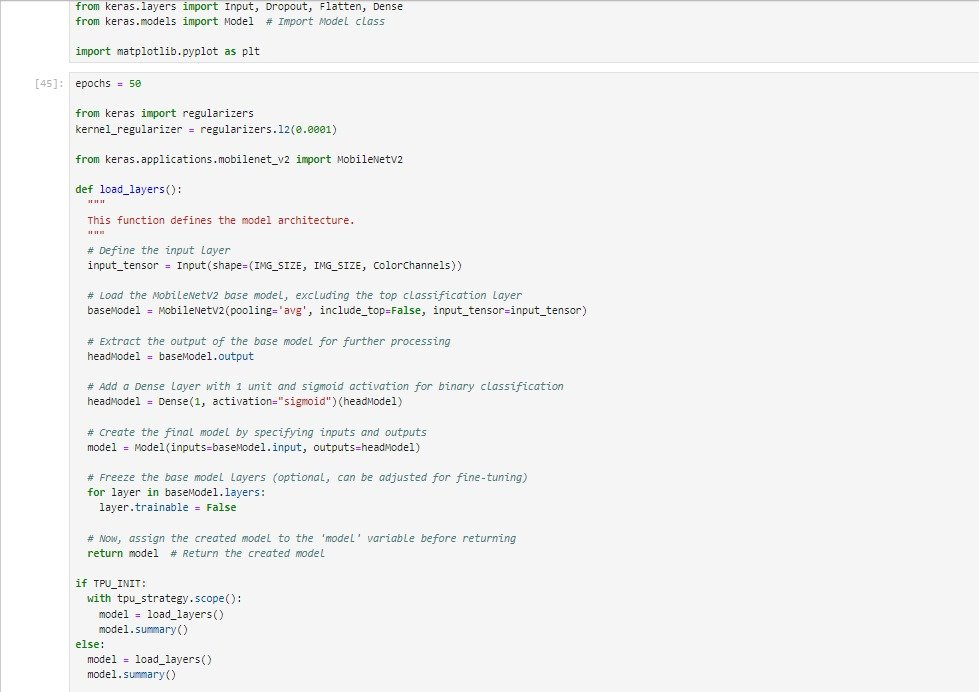 from keras.layers import Input, Dropout, Flatten, Dense
from keras.models import Model  # Import Model class
import matplotlib.pyplot as plt
[45]: epochs = 50
from keras import regularizers
kernel_regularizer = regularizers.l2(0.0001)
from keras.applications.mobilenet_v2 import MobileNetV2
def load_layers():
  """
  This function defines the model architecture.
  """
  # Define the input layer
  input_tensor = Input(shape=(IMG_SIZE, IMG_SIZE, ColorChannels))
  # Load the MobileNetV2 base model, excluding the top classification layer
  baseModel = MobileNetV2(pooling='avg', include_top=False, input_tensor=input_tensor)
  # Extract the output of the base model for further processing
  headModel = baseModel.output
  # Add a Dense layer with 1 unit and sigmoid activation for binary classification
  headModel = Dense(1, activation="sigmoid")(headModel)
  # Create the final model by specifying inputs and outputs
  model = Model(inputs=baseModel.input, outputs=headModel)
  # Freeze the base model layers (optional, can be adjusted for fine-tuning)
  for layer in baseModel.layers:
    layer.trainable = False
  # Now, assign the created model to the 'model' variable before returning
  return model  # Return the created model
if TPU_INIT:
  with tpu_strategy.scope():
    model = load_layers()
    model.summary()
else:
  model = load_layers()
  model.summary()